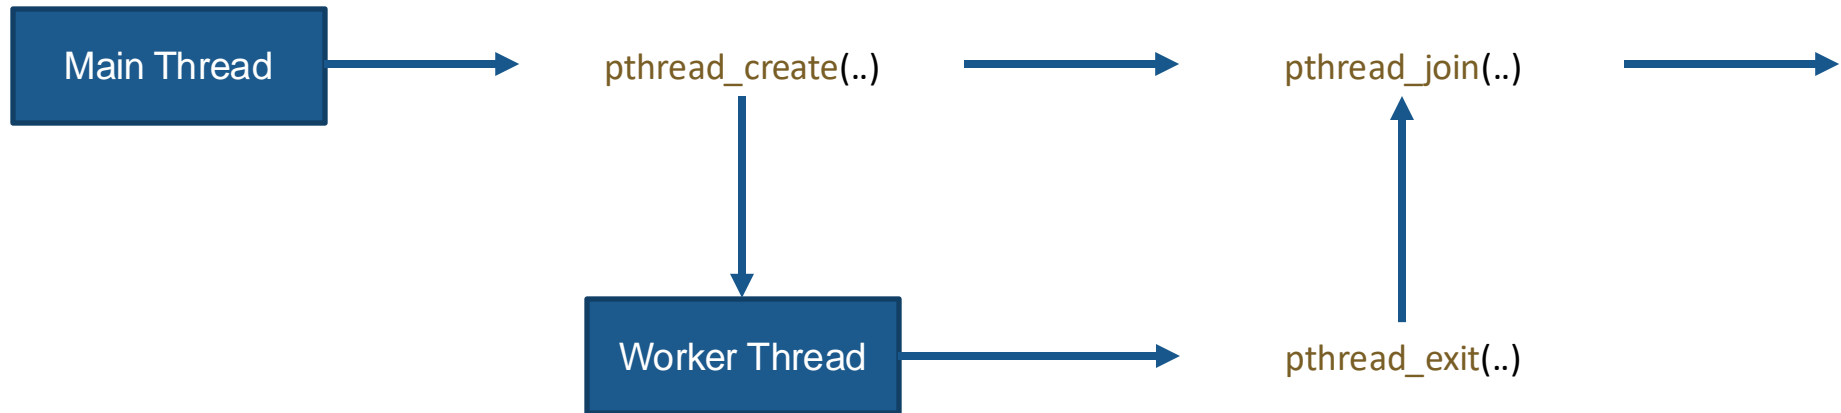 Main Thread
pthread_create(..)
pthread_join(..)
Worker Thread
pthread_exit(..)